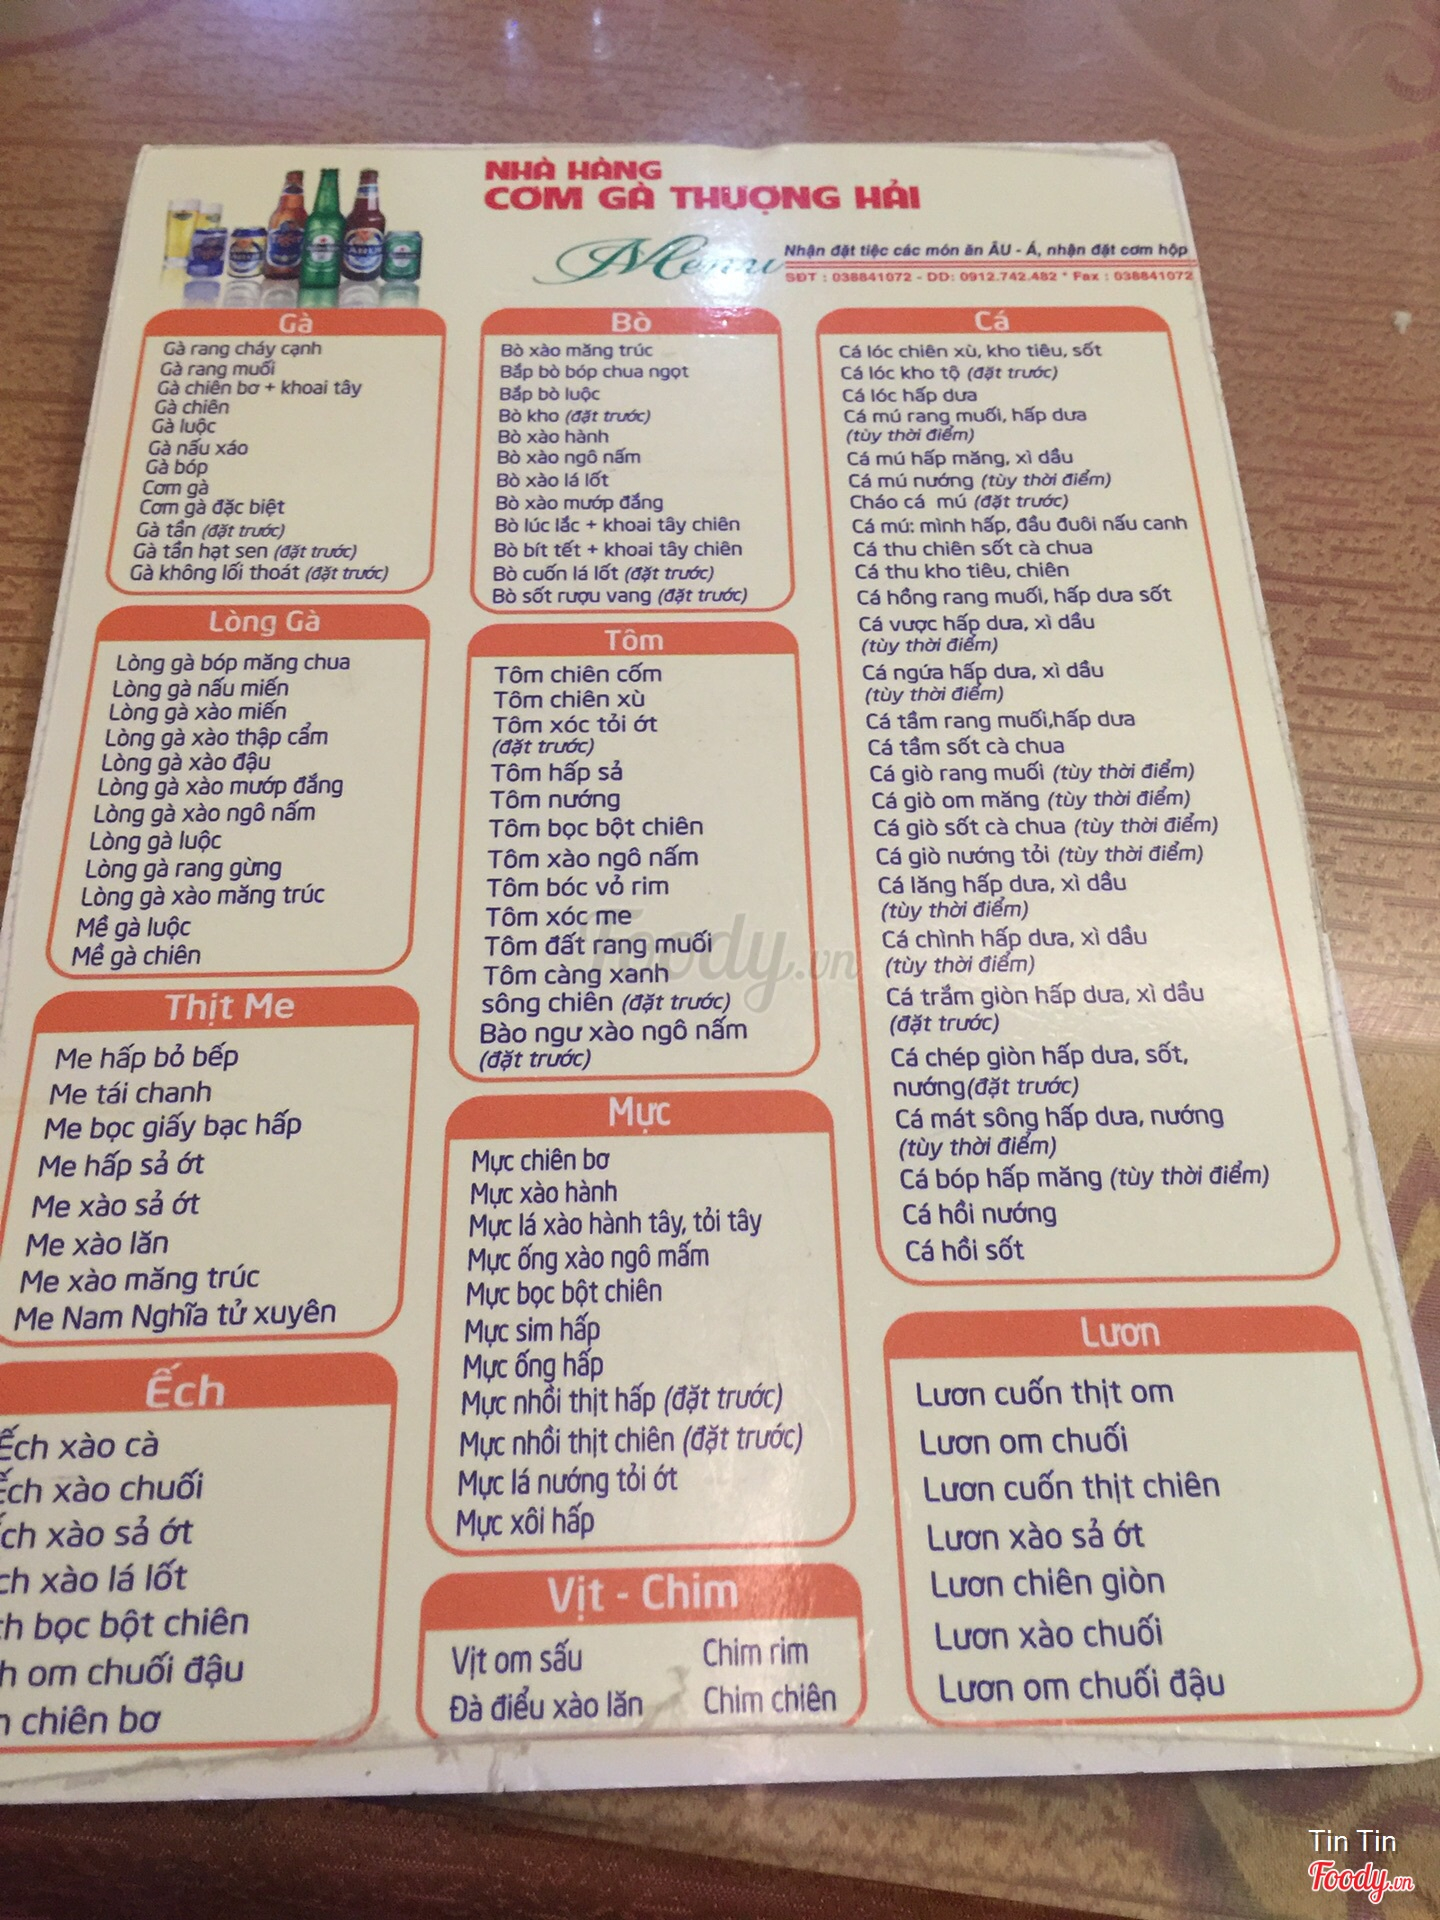 NHÀ HÀNG
CƠM GÀ THƯỢNG HẢI
Menu
Nhận đặt tiệc các món ăn ÂU - Á, nhận đặt cơm hộp
SĐT : 038841072 - DD: 0912.742.482 * Fax : 038841072
Gà
Gà rang cháy cạnh
Gà rang muối
Gà chiên bơ + khoai tây
Gà chiên
Gà luộc
Gà nấu xáo
Gà bóp
Cơm gà
Cơm gà đặc biệt
Gà tần (đặt trước)
Gà tần hạt sen (đặt trước)
Gà không lối thoát (đặt trước)
Lòng Gà
Lòng gà bóp măng chua
Lòng gà nấu miến
Lòng gà xào miến
Lòng gà xào thập cẩm
Lòng gà xào đậu
Lòng gà xào mướp đắng
Lòng gà xào ngô nấm
Lòng gà luộc
Lòng gà rang gừng
Lòng gà xào măng trúc
Mề gà luộc
Mề gà chiên
Thịt Me
Me hấp bỏ bếp
Me tái chanh
Me bọc giấy bạc hấp
Me hấp sả ớt
Me xào sả ớt
Me xào lăn
Me xào măng trúc
Me Nam Nghĩa tử xuyên
Ếch
Ếch xào cà
Ếch xào chuối
ch xào sả ớt
ch xào lá lốt
h bọc bột chiên
h om chuối đậu
chiên bơ
Bò
Bò xào măng trúc
Bắp bò bóp chua ngọt
Bắp bò luộc
Bò kho (đặt trước)
Bò xào hành
Bò xào ngô nấm
Bò xào lá lốt
Bò xào mướp đắng
Bò lúc lắc + khoai tây chiên
Bò bít tết + khoai tây chiên
Bò cuốn lá lốt (đặt trước)
Bò sốt rượu vang (đặt trước)
Tôm
Tôm chiên cốm
Tôm chiên xù
Tôm xóc tỏi ớt
(đặt trước)
Tôm hấp sả
Tôm nướng
Tôm bọc bột chiên
Tôm xào ngô nấm
Tôm bóc vỏ rim
Tôm xóc me
Tôm đất rang muối
Tôm càng xanh
sông chiên (đặt trước)
Bào ngư xào ngô nấm
(đặt trước)
Mực
Mực chiên bơ
Mực xào hành
Mực lá xào hành tây, tỏi tây
Mực ống xào ngô mấm
Mực bọc bột chiên
Mực sim hấp
Mực ống hấp
Mực nhồi thịt hấp (đặt trước)
Mực nhồi thịt chiên (đặt trước)
Mực lá nướng tỏi ớt
Mực xôi hấp
Vịt - Chim
Vịt om sấu
Chim rim
Đà điểu xào lăn
Chim chiên
Cá
Cá lóc chiên xù, kho tiêu, sốt
Cá lóc kho tộ (đặt trước)
Cá lóc hấp dưa
Cá mú rang muối, hấp dưa
(tùy thời điểm)
Cá mú hấp măng, xì dầu
Cá mú nướng (tùy thời điểm)
Cháo cá mú (đặt trước)
Cá mú: mình hấp, đầu đuôi nấu canh
Cá thu chiên sốt cà chua
Cá thu kho tiêu, chiên
Cá hồng rang muối, hấp dưa sốt
Cá vược hấp dưa, xì dầu
(tùy thời điểm)
Cá ngứa hấp dưa, xì dầu
(tùy thời điểm)
Cá tầm rang muối,hấp dưa
Cá tầm sốt cà chua
Cá giò rang muối (tùy thời điểm)
Cá giò om măng (tùy thời điểm)
Cá giò sốt cà chua (tùy thời điểm)
Cá giò nướng tỏi (tùy thời điểm)
Cá lăng hấp dưa, xì dầu
(tùy thời điểm)
Cá chình hấp dưa, xì dầu
(tùy thời điểm)
Cá trắm giòn hấp dưa, xì dầu
(đặt trước)
Cá chép giòn hấp dưa, sốt,
nướng(đặt trước)
Cá mát sông hấp dưa, nướng
(tùy thời điểm)
Cá bóp hấp măng (tùy thời điểm)
Cá hồi nướng
Cá hồi sốt
Lươn
Lươn cuốn thịt om
Lươn om chuối
Lươn cuốn thịt chiên
Lươn xào sả ớt
Lươn chiên giòn
Lươn xào chuối
Lươn om chuối đậu
Foody.vn
Tin Tin
Foody.vn